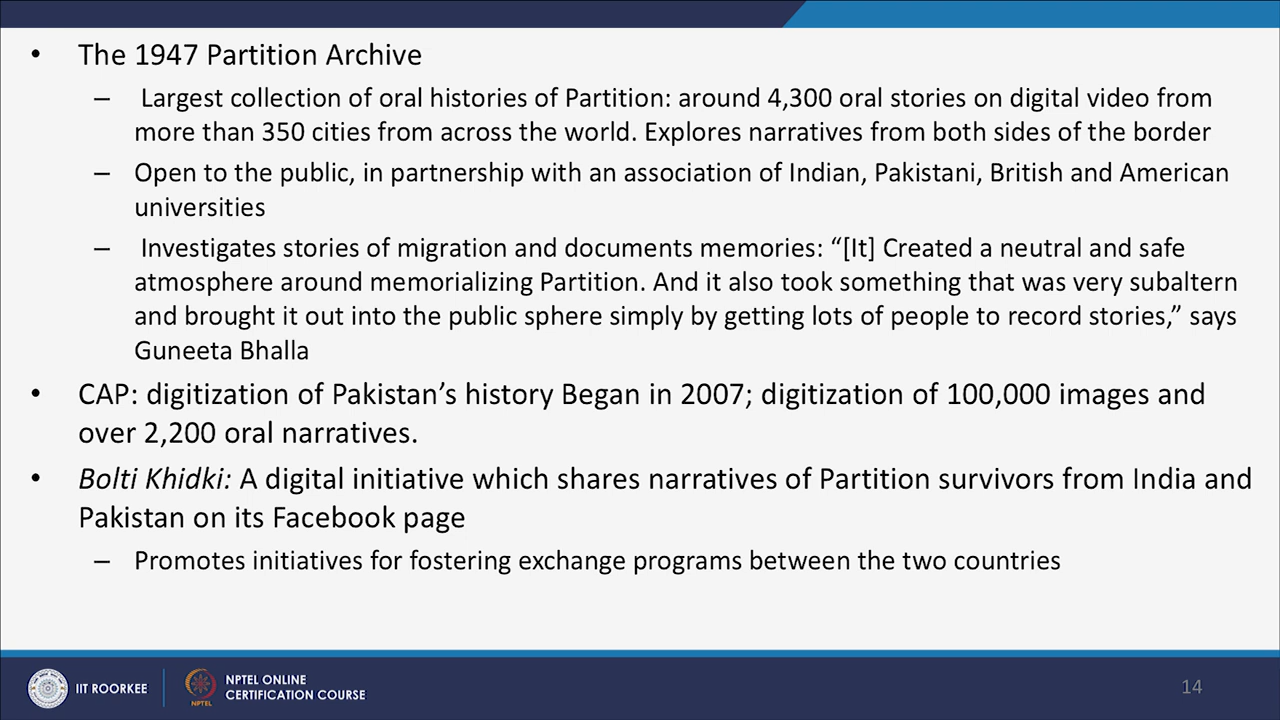 • The 1947 Partition Archive
– Largest collection of oral histories of Partition: around 4,300 oral stories on digital video from
more than 350 cities from across the world. Explores narratives from both sides of the border
– Open to the public, in partnership with an association of Indian, Pakistani, British and American
universities
– Investigates stories of migration and documents memories: “[It] Created a neutral and safe
atmosphere around memorializing Partition. And it also took something that was very subaltern
and brought it out into the public sphere simply by getting lots of people to record stories,” says
Guneeta Bhalla
• CAP: digitization of Pakistan’s history Began in 2007; digitization of 100,000 images and
over 2,200 oral narratives.
• Bolti Khidki: A digital initiative which shares narratives of Partition survivors from India and
Pakistan on its Facebook page
– Promotes initiatives for fostering exchange programs between the two countries
IIT ROORKEE
NPTEL
NPTEL ONLINE
CERTIFICATION COURSE
14